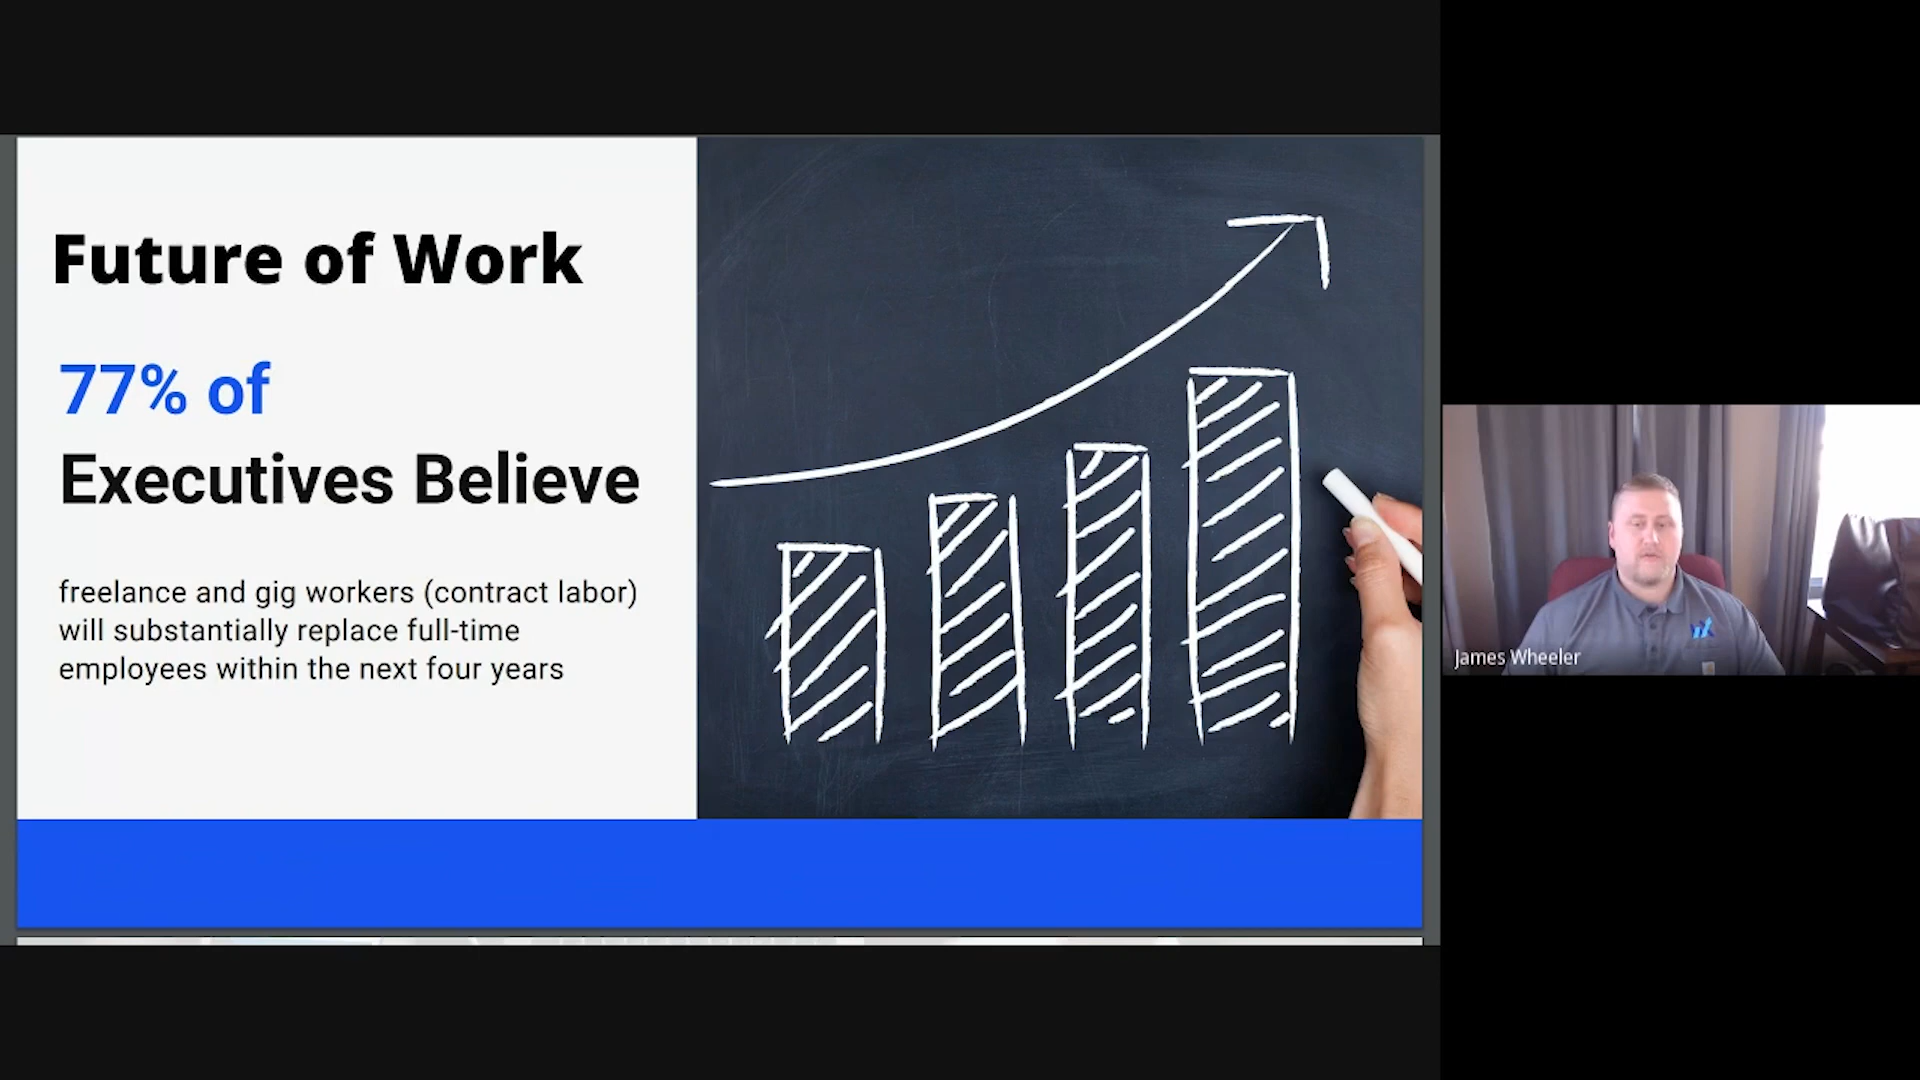 Future of Work
77% of
Executives Believe
freelance and gig workers (contract labor)
will substantially replace full-time
employees within the next four years
James Wheeler